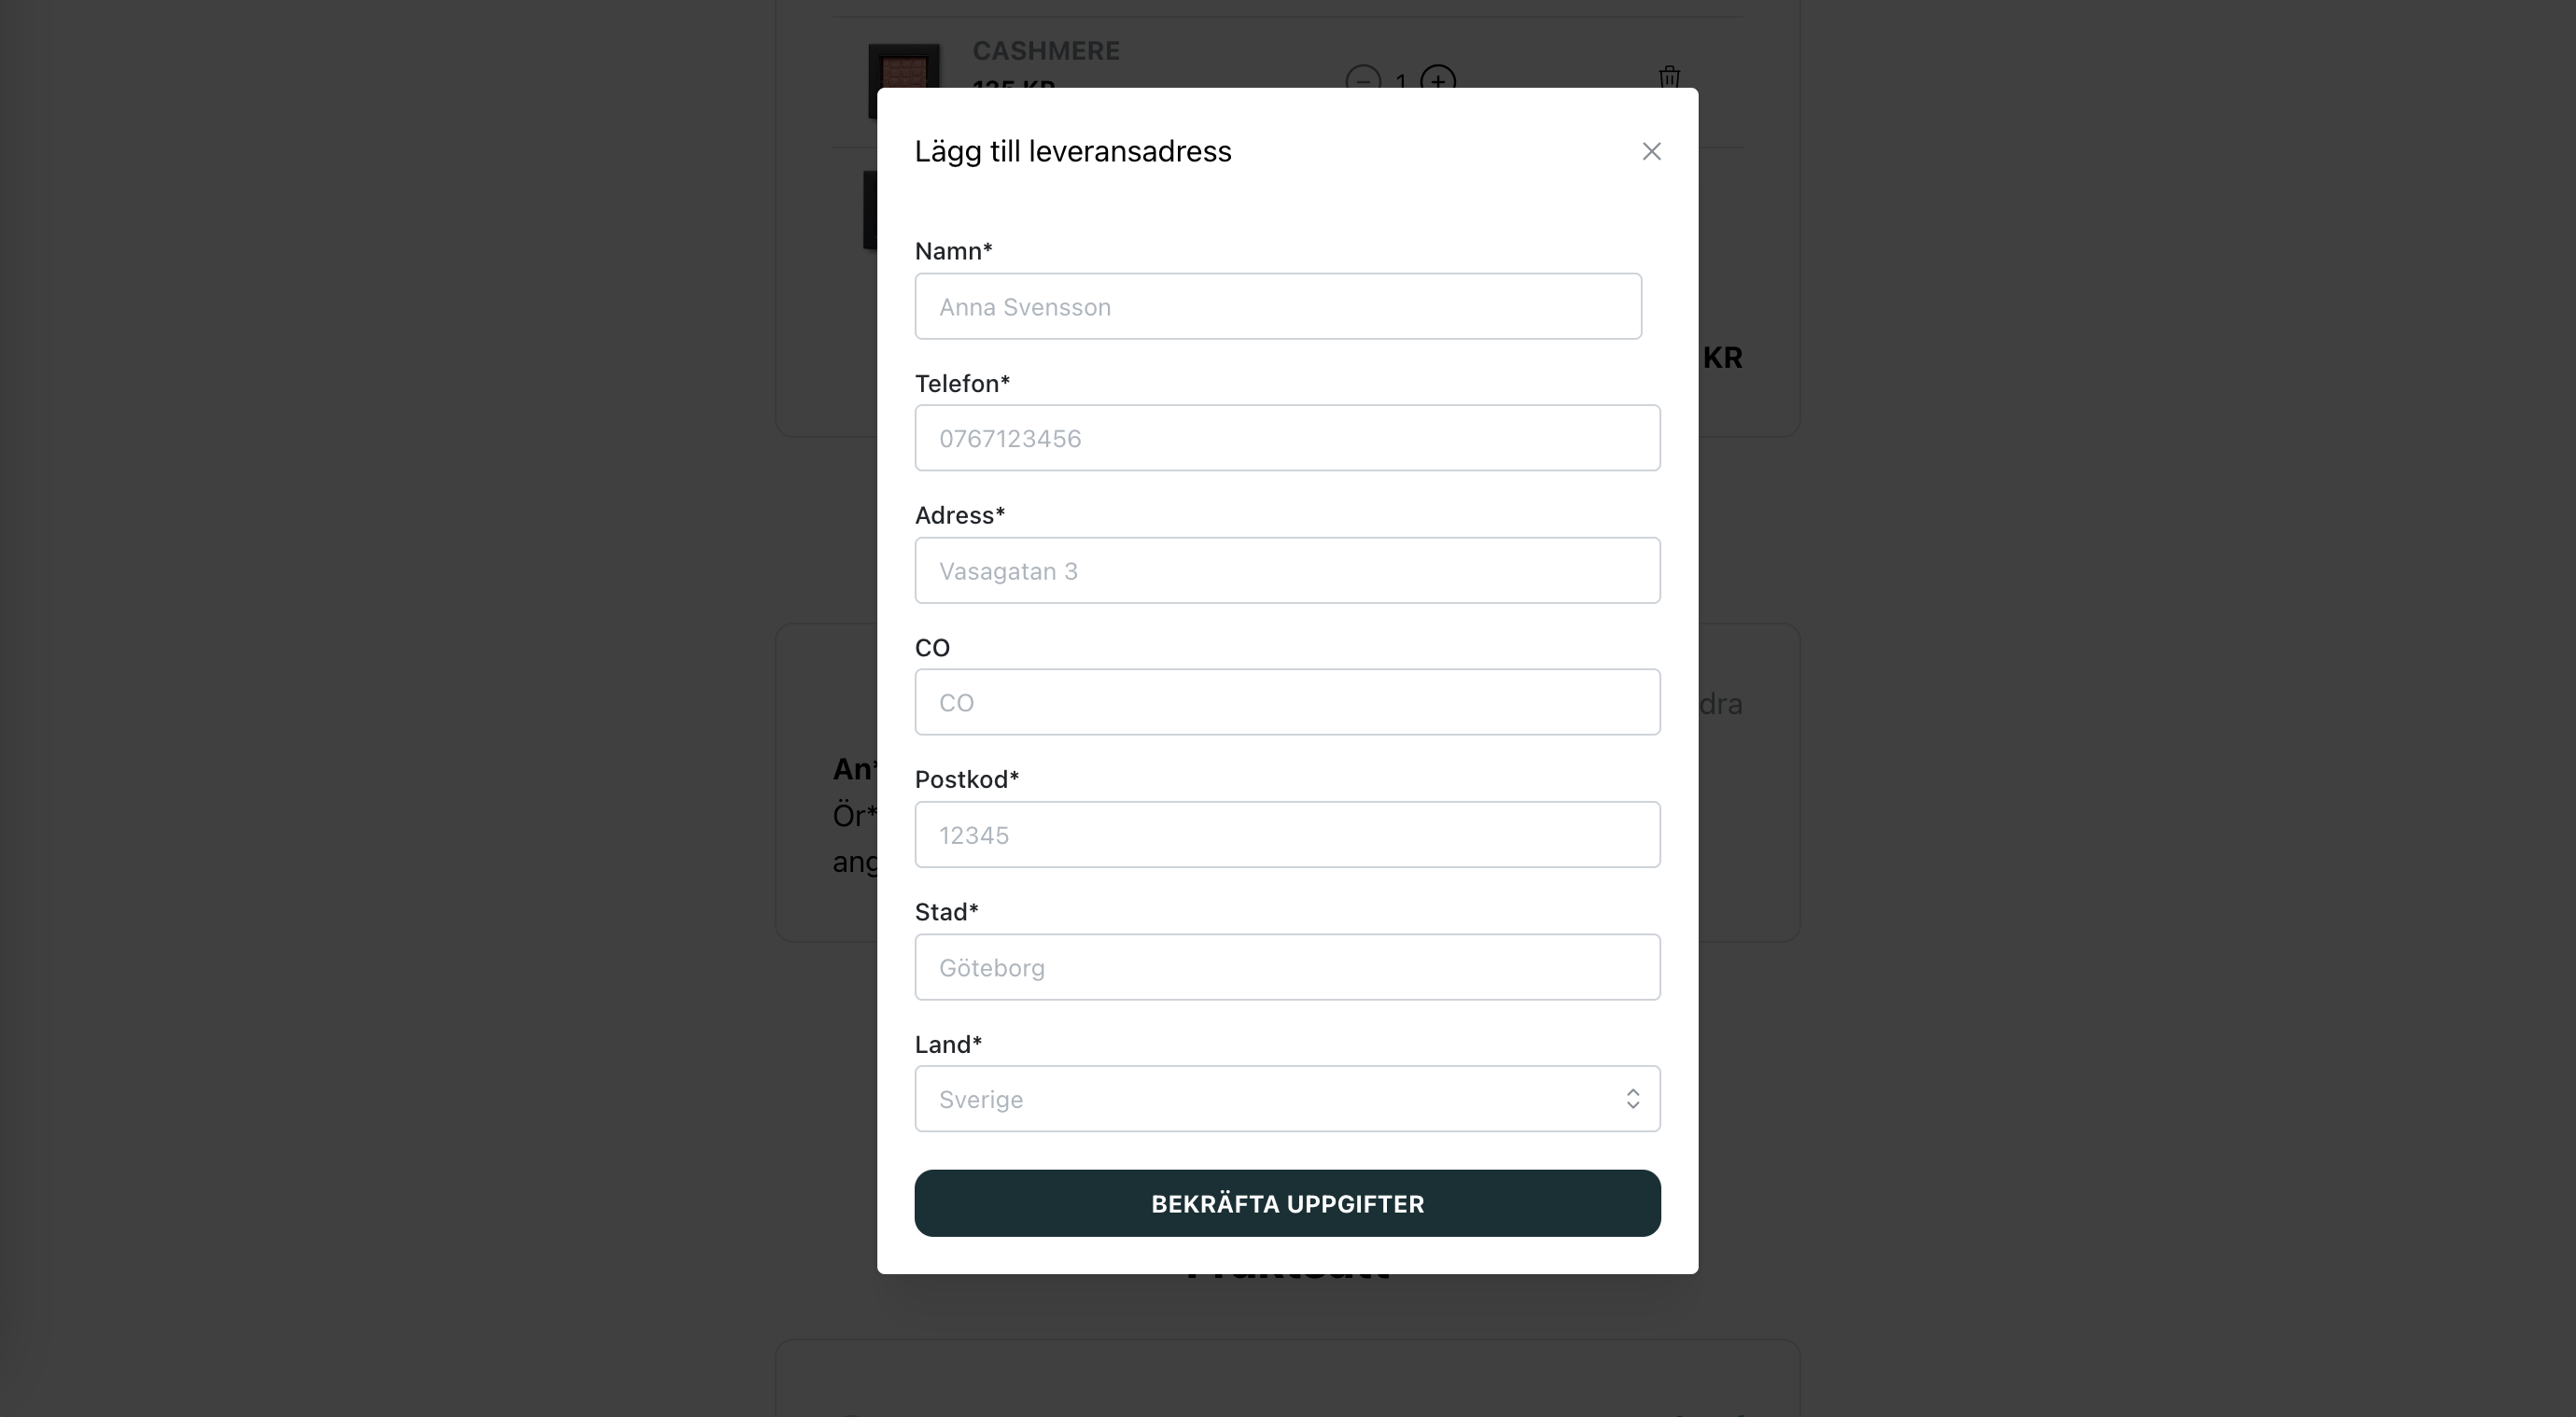 CASHMERE
1
Lägg till leveransadress
Namn*
Anna Svensson
KR
Telefon*
0767123456
Adress*
Vasagatan 3
CO
CO
dra
An*
Ör*
ang
Postkod*
12345
Stad*
Göteborg
Land*
Sverige
BEKRÄFTA UPPGIFTER